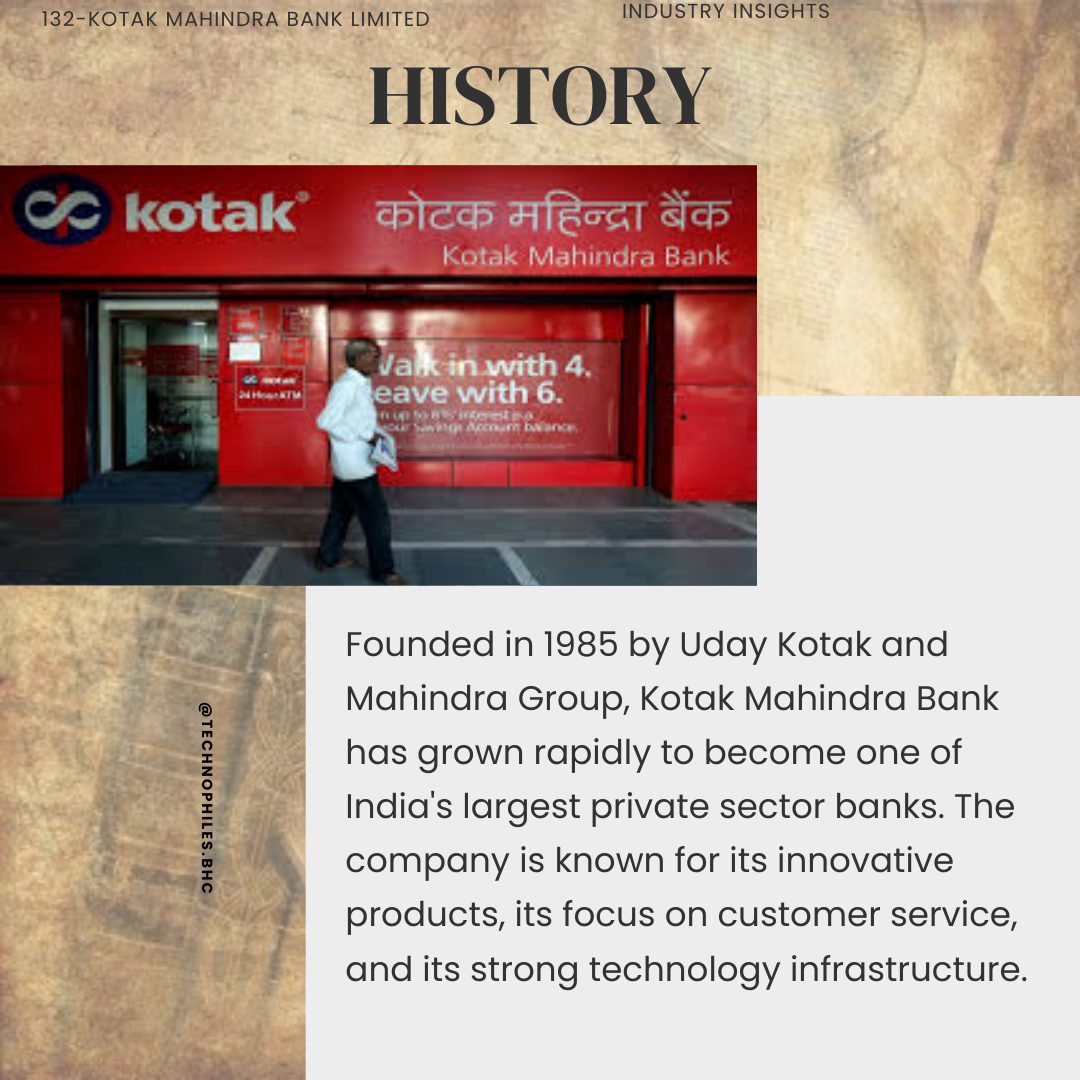 132-KOTAK MAHINDRA BANK LIMITED
INDUSTRY INSIGHTS
HISTORY
kotak®
कोटक महिन्द्रा बैंक
Kotak Mahindra Bank
Walk in with 4.
eave with 6.
kotak
24 Hour ATM
n up to 6% interest p.a.
your Savings Account balance.
Founded in 1985 by Uday Kotak and
Mahindra Group, Kotak Mahindra Bank
has grown rapidly to become one of
India's largest private sector banks. The
company is known for its innovative
products, its focus on customer service,
and its strong technology infrastructure.
@TECHNOPHILES.BHC